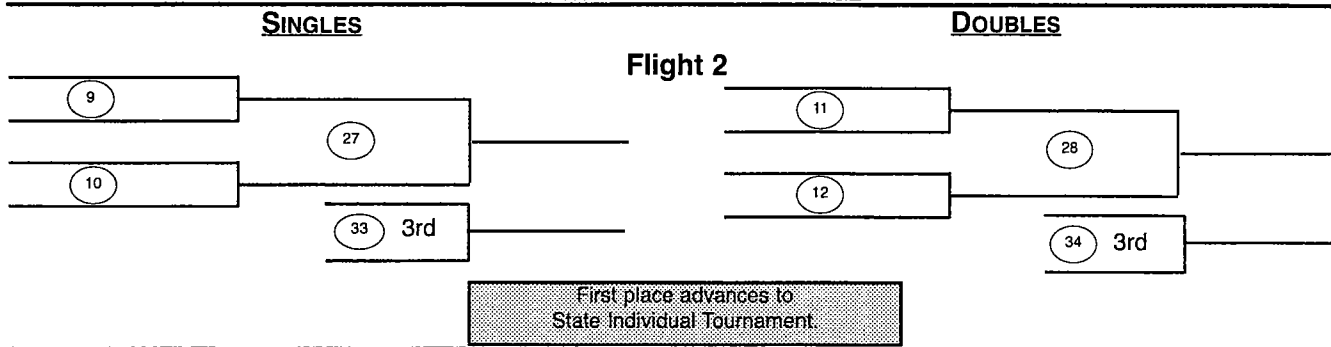 SINGLES
DOUBLES
Flight 2
9
11
27
28
10
12
33 3rd
34 3rd
First place advances to
State Individual Tournament.